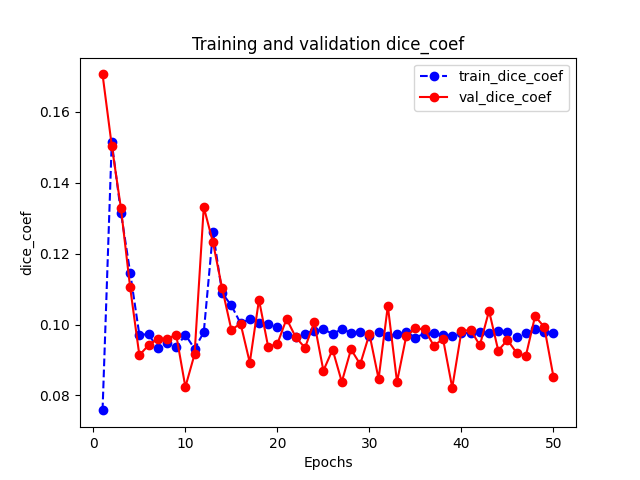 Training and validation dice_coef
train_dice_coef
val_dice_coef
dice_coef
0.16
0.14
0.12
0.10
0.08
0 10 20 30 40 50
Epochs